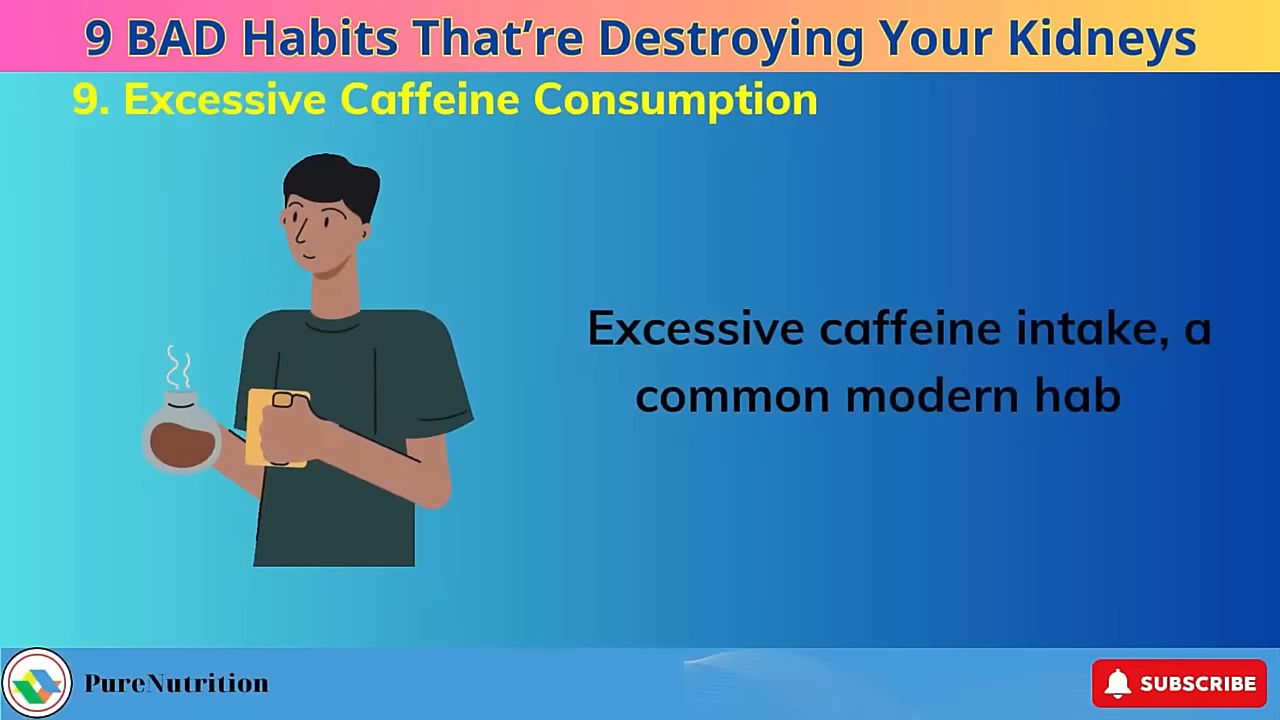 9 BAD Habits That’re Destroying Your Kidneys
9. Excessive Caffeine Consumption
Excessive caffeine intake, a
common modern hab
PureNutrition
SUBSCRIBE